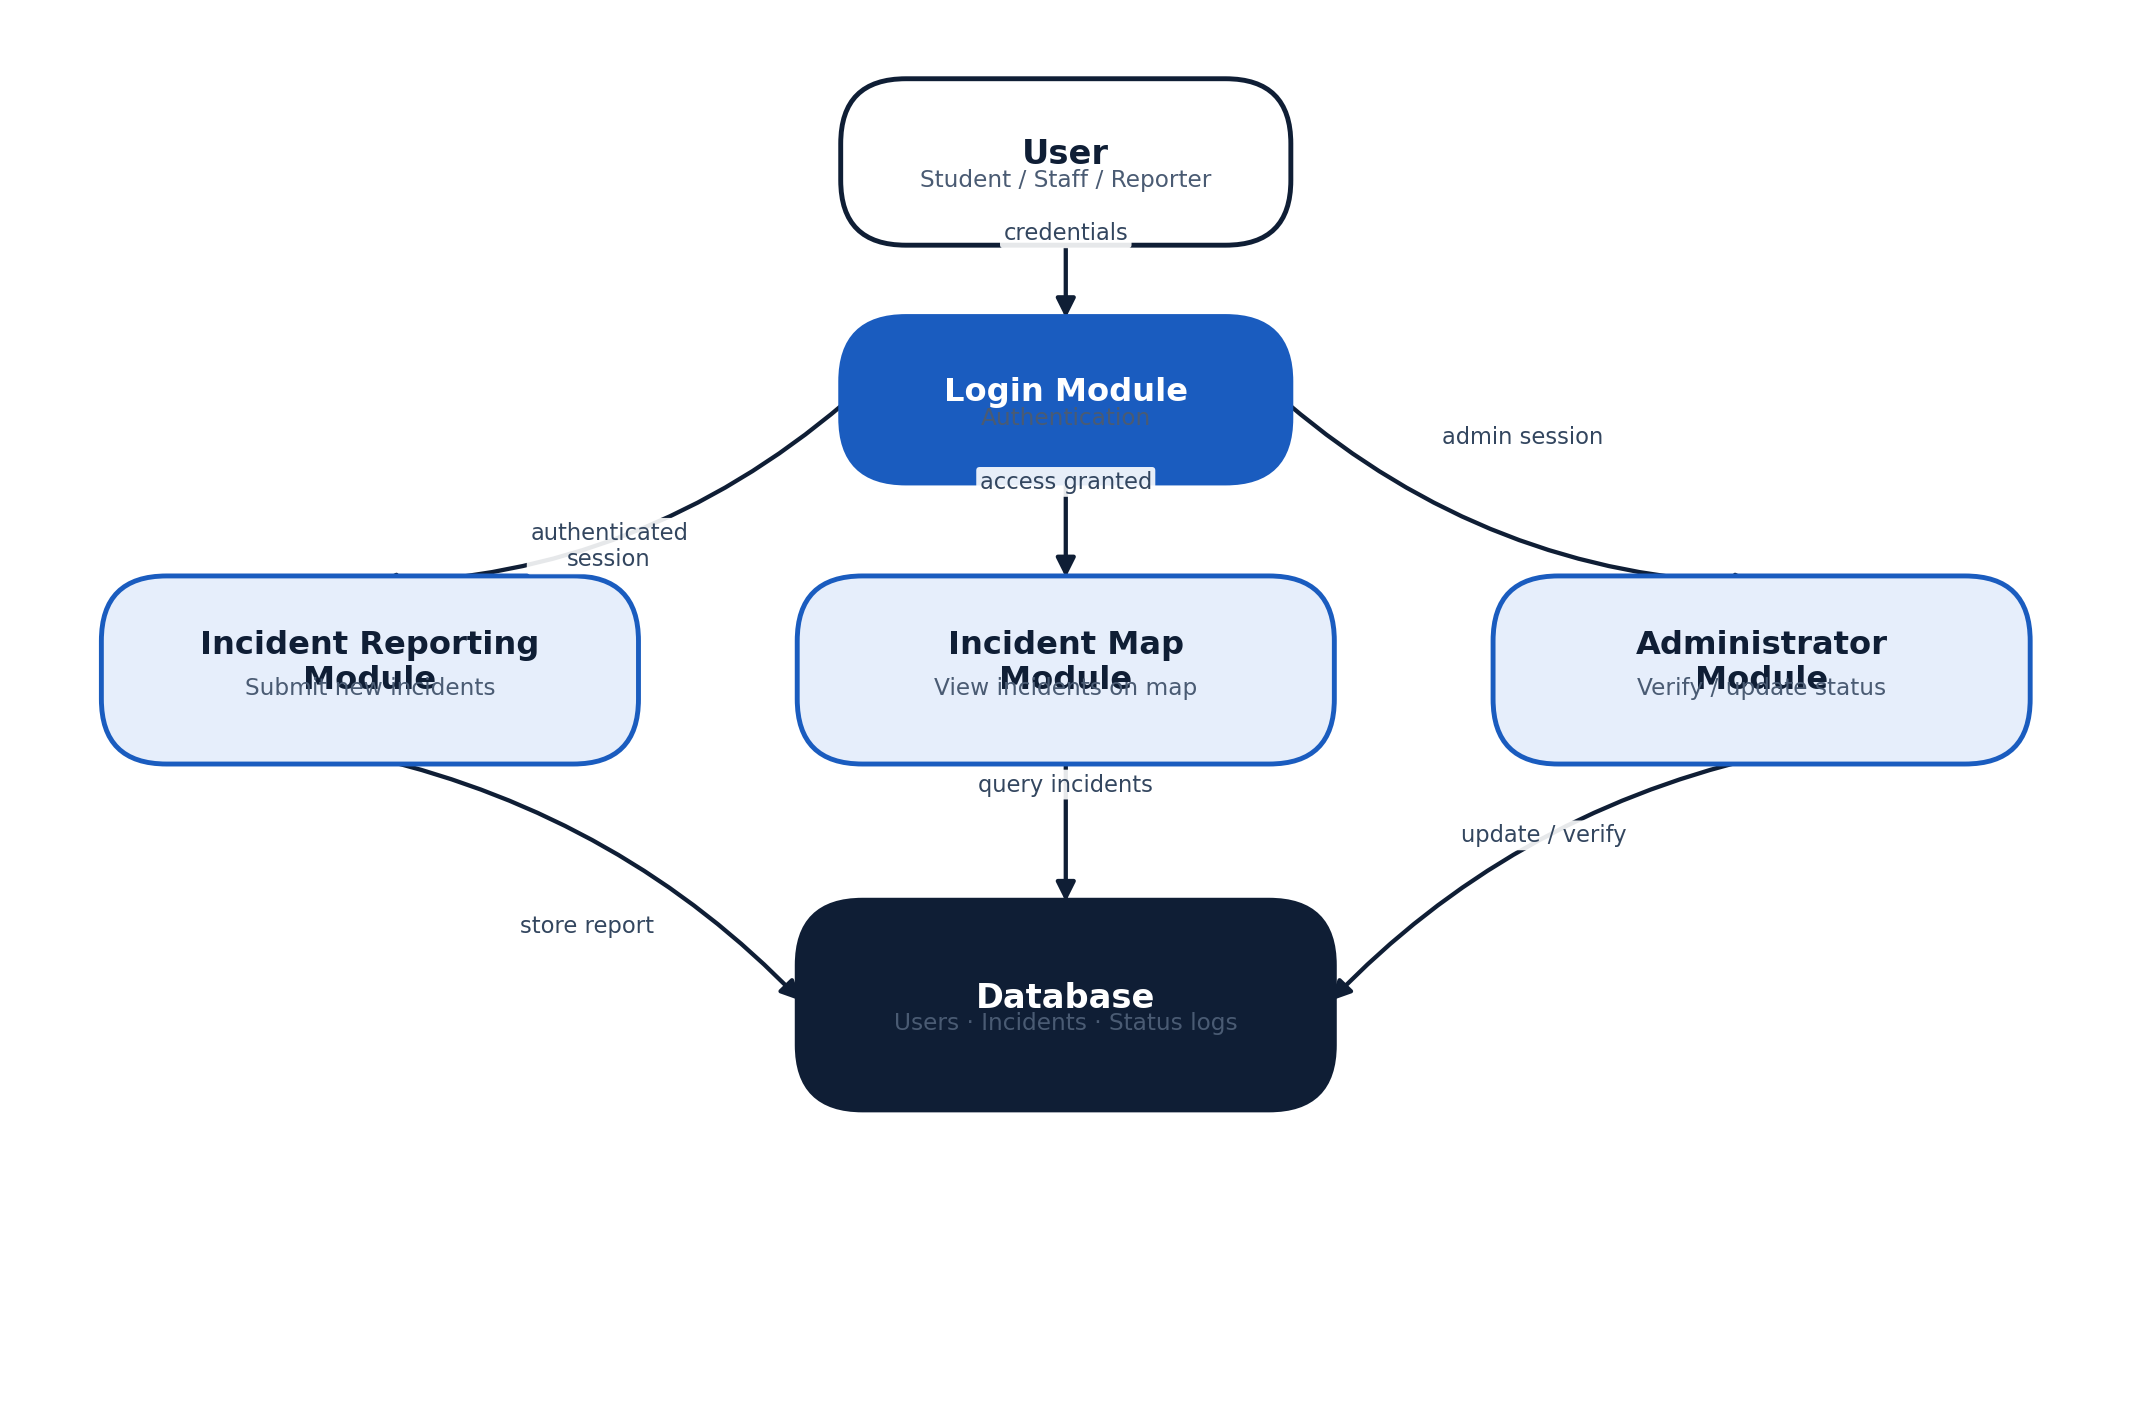 User
Student / Staff / Reporter
credentials
Login Module
Authentication
admin session
access granted
authenticated
session
Incident Reporting
Module
Submit new incidents
Incident Map
Module
View incidents on map
Administrator
Module
Verify / update status
query incidents
update / verify
store report
Database
Users · Incidents · Status logs